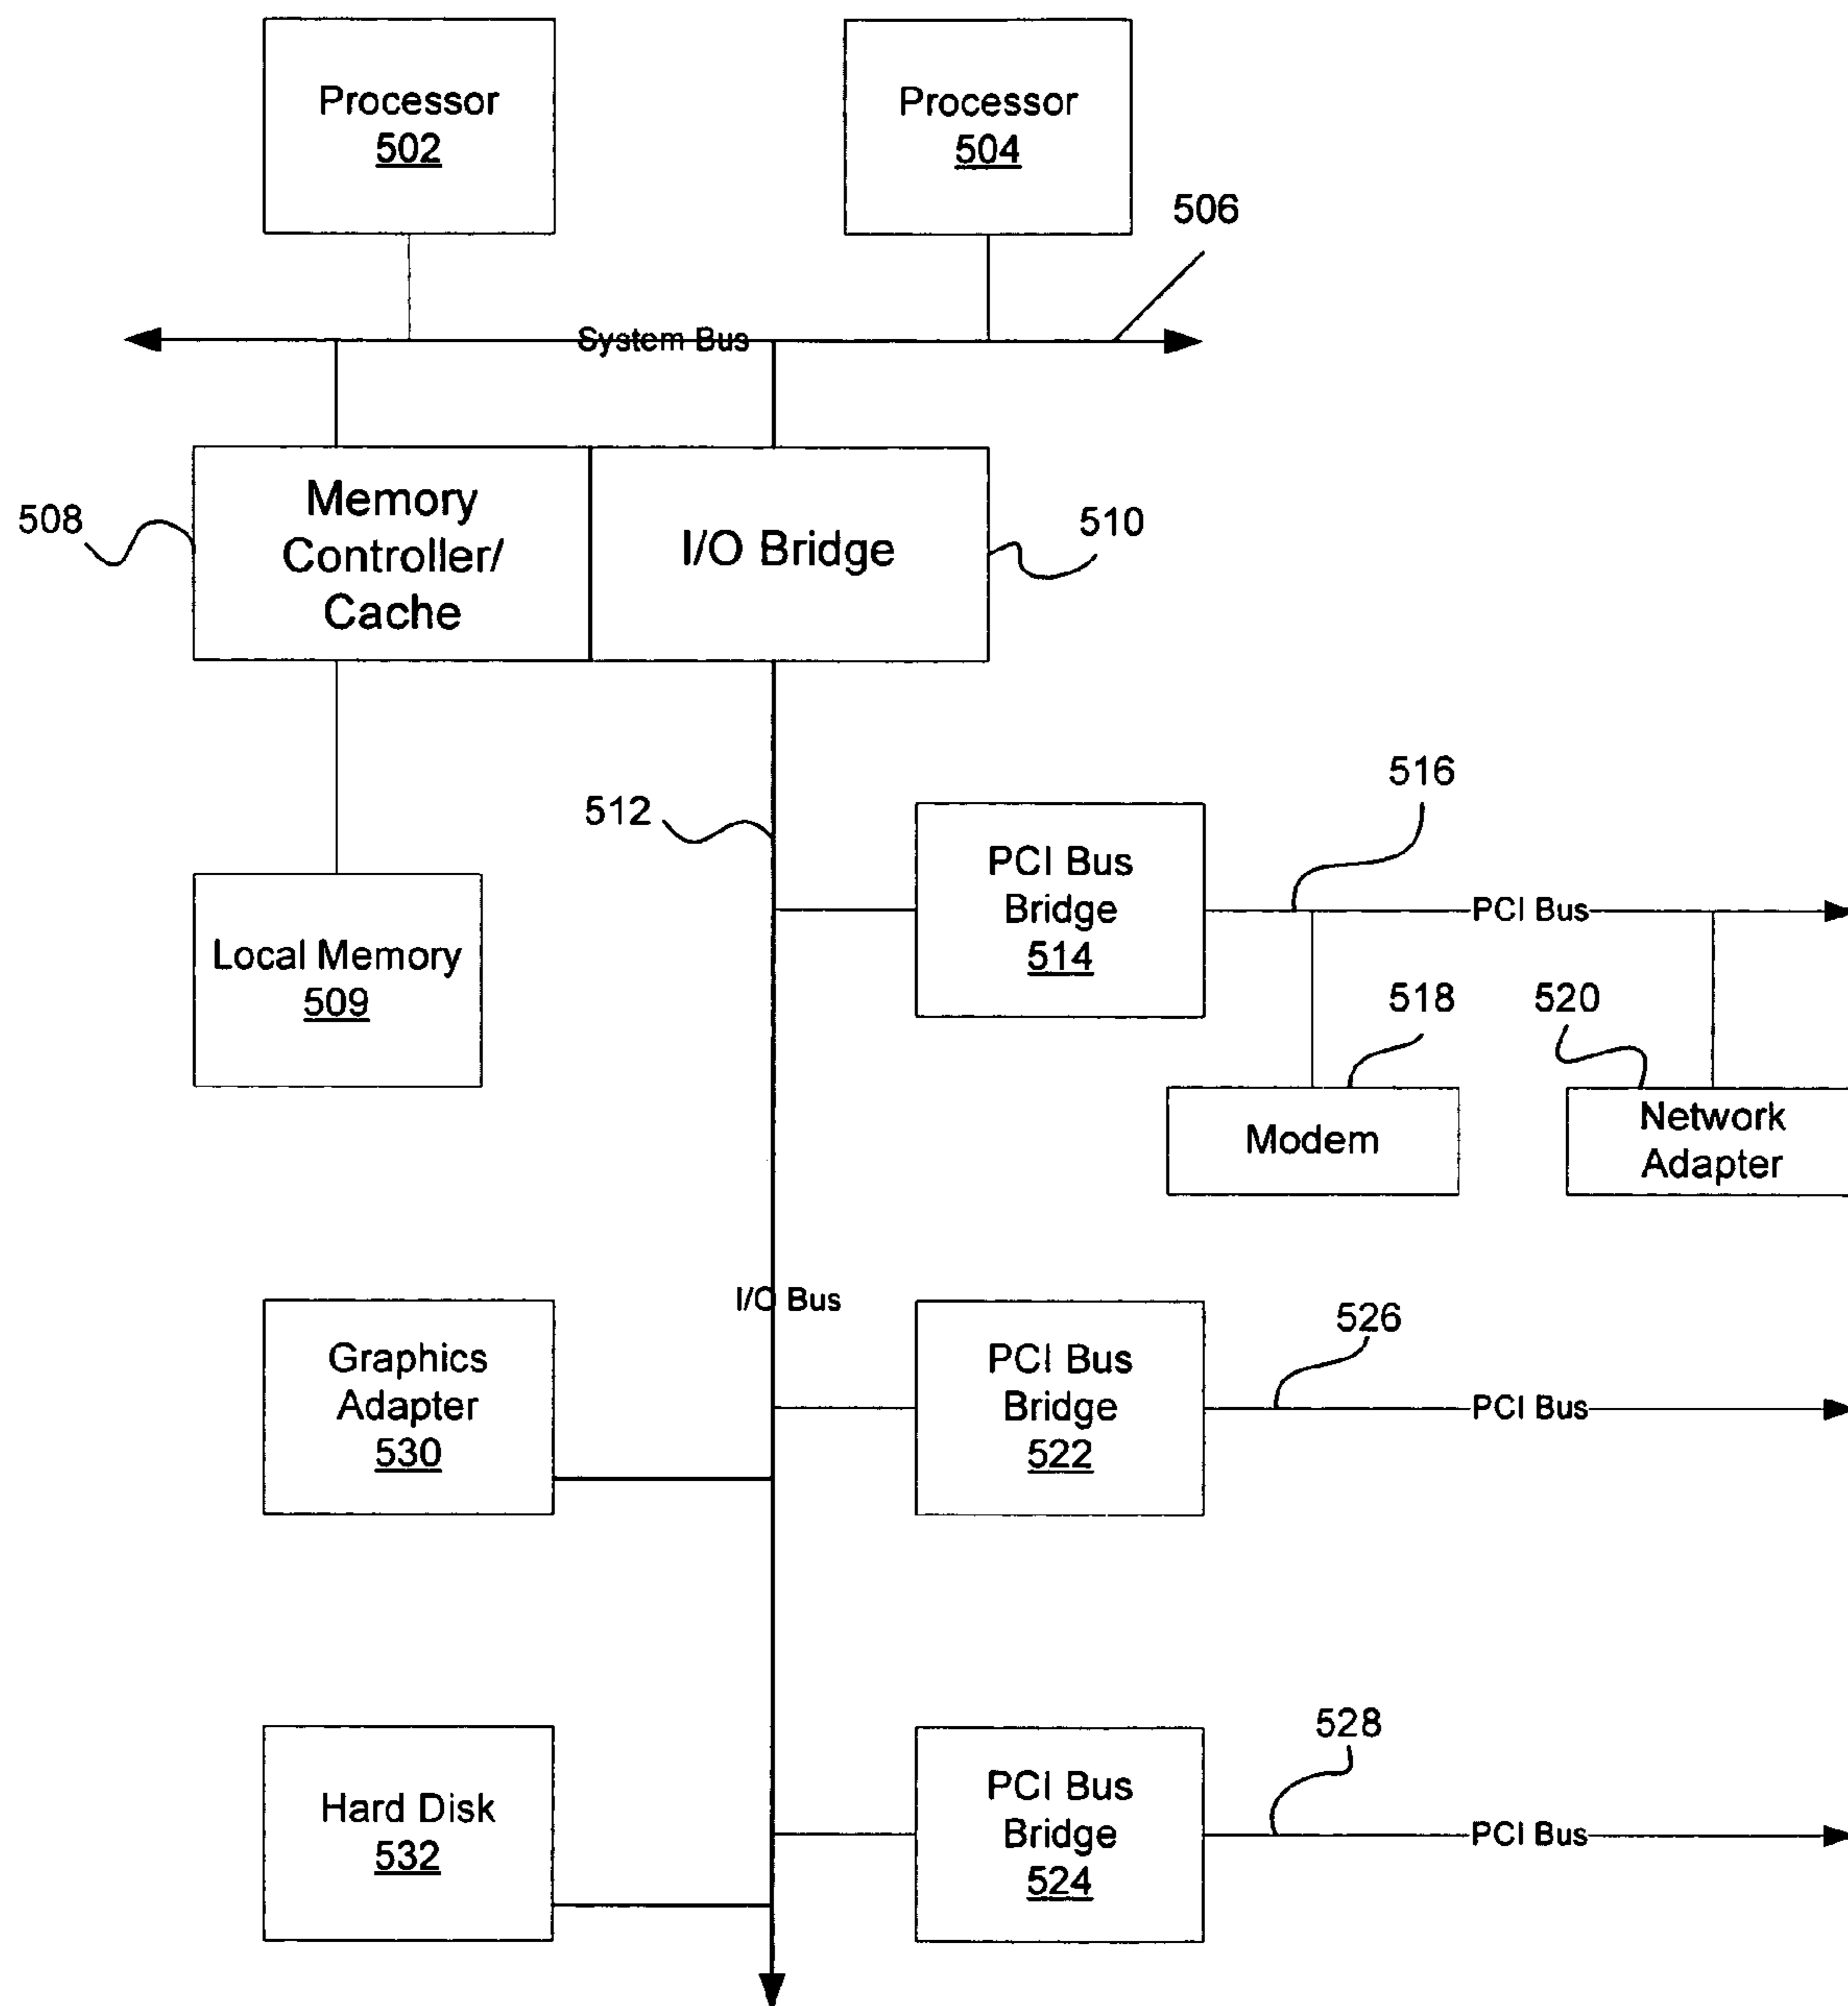 Processor
502
Processor
504
506
System Bus
508
Memory
Controller/
Cache
I/O Bridge
510
516
512
PCI Bus
Bridge
514
PCI Bus
Local Memory
509
518
520
Modem
Network
Adapter
I/O Bus
526
Graphics
Adapter
530
PCI Bus
Bridge
522
PCI Bus
528
Hard Disk
532
PCI Bus
Bridge
524
PCI Bus